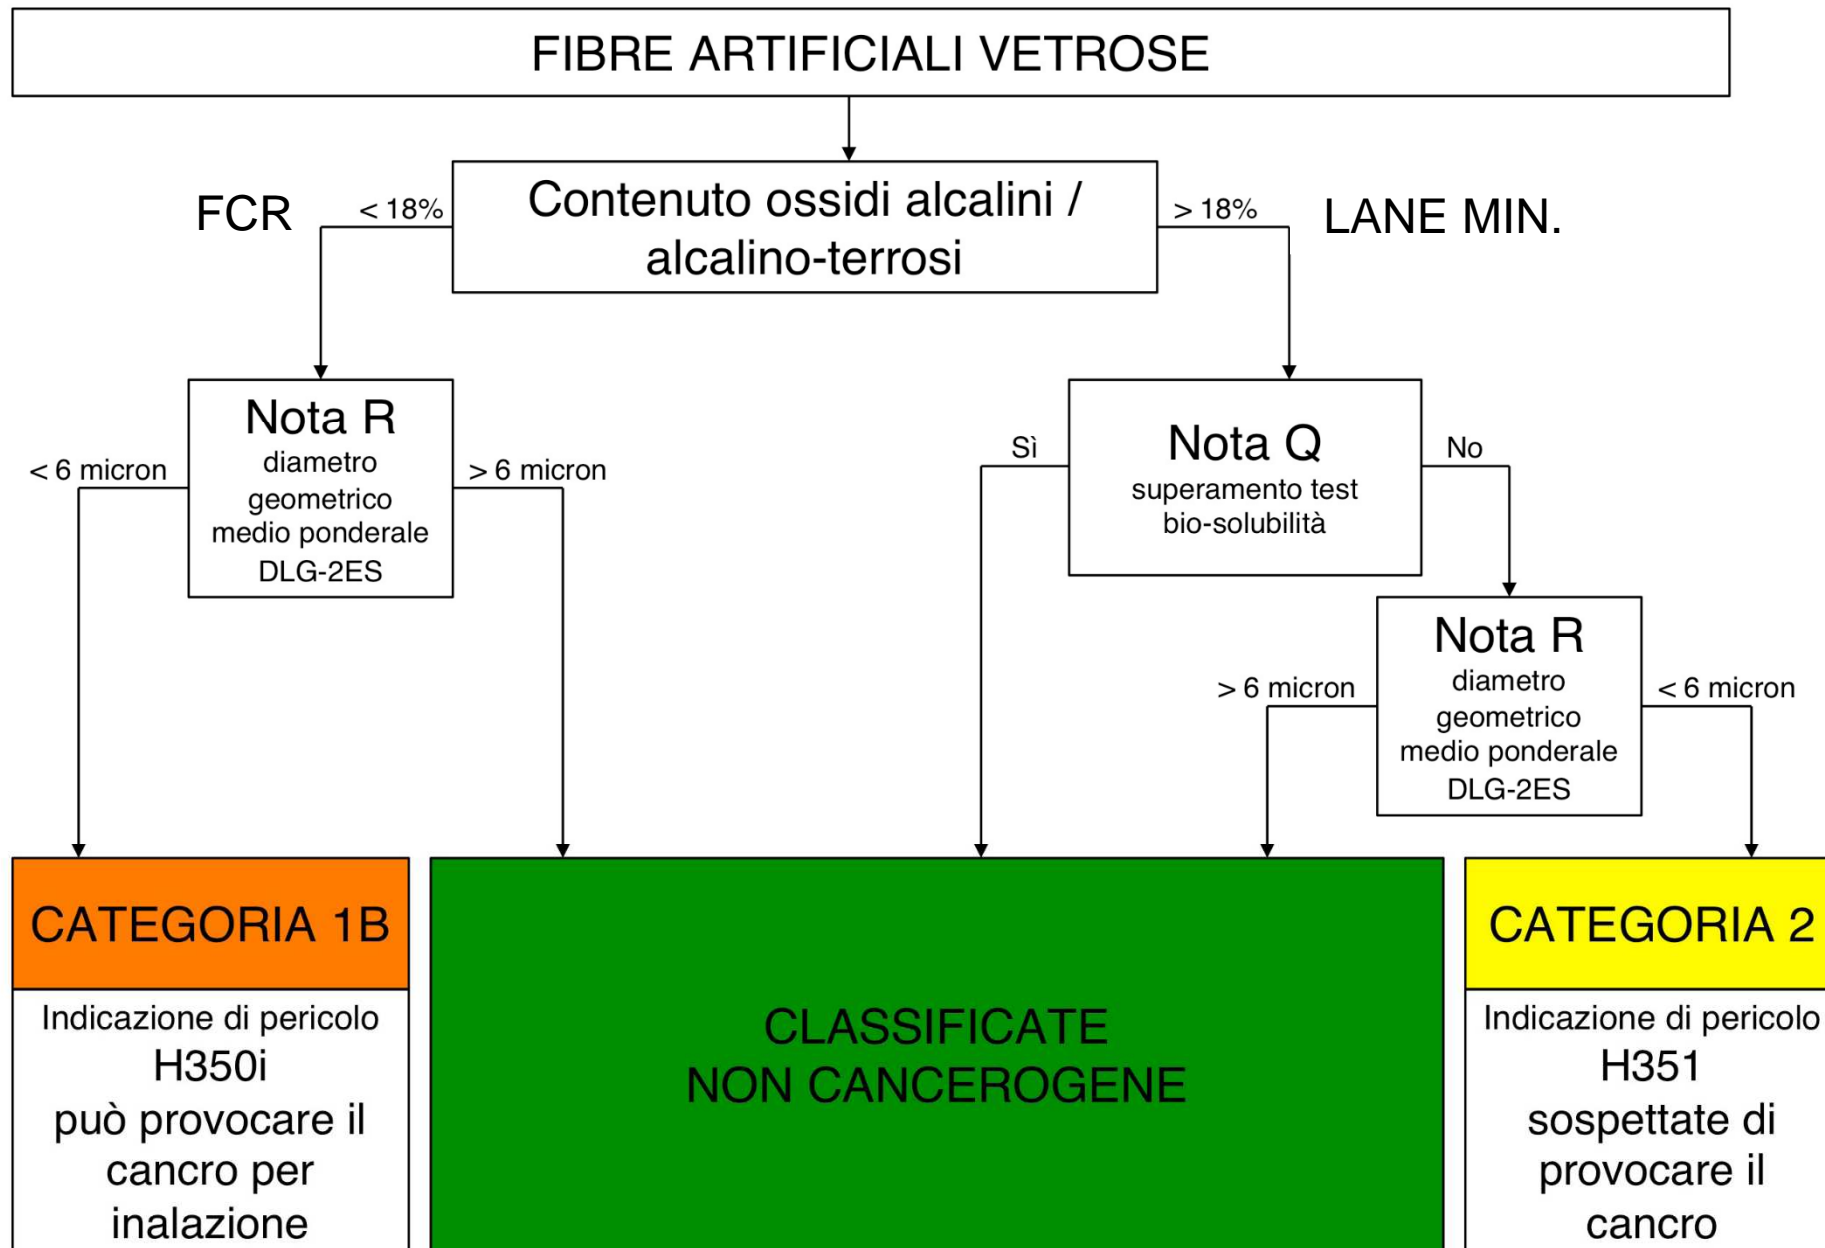 FIBRE ARTIFICIALI VETROSE
FCR
< 18%
Contenuto ossidi alcalini /
alcalino-terrosi
> 18%
LANE MIN.
< 6 micron
Nota R
diametro
geometrico
medio ponderale
DLG-2ES
> 6 micron
Sì
Nota Q
superamento test
bio-solubilità
No
> 6 micron
Nota R
diametro
geometrico
medio ponderale
DLG-2ES
< 6 micron
CATEGORIA 1B
Indicazione di pericolo
H350i
può provocare il
cancro per
inalazione
CLASSIFICATE
NON CANCEROGENE
CATEGORIA 2
Indicazione di pericolo
H351
sospettate di
provocare il
cancro